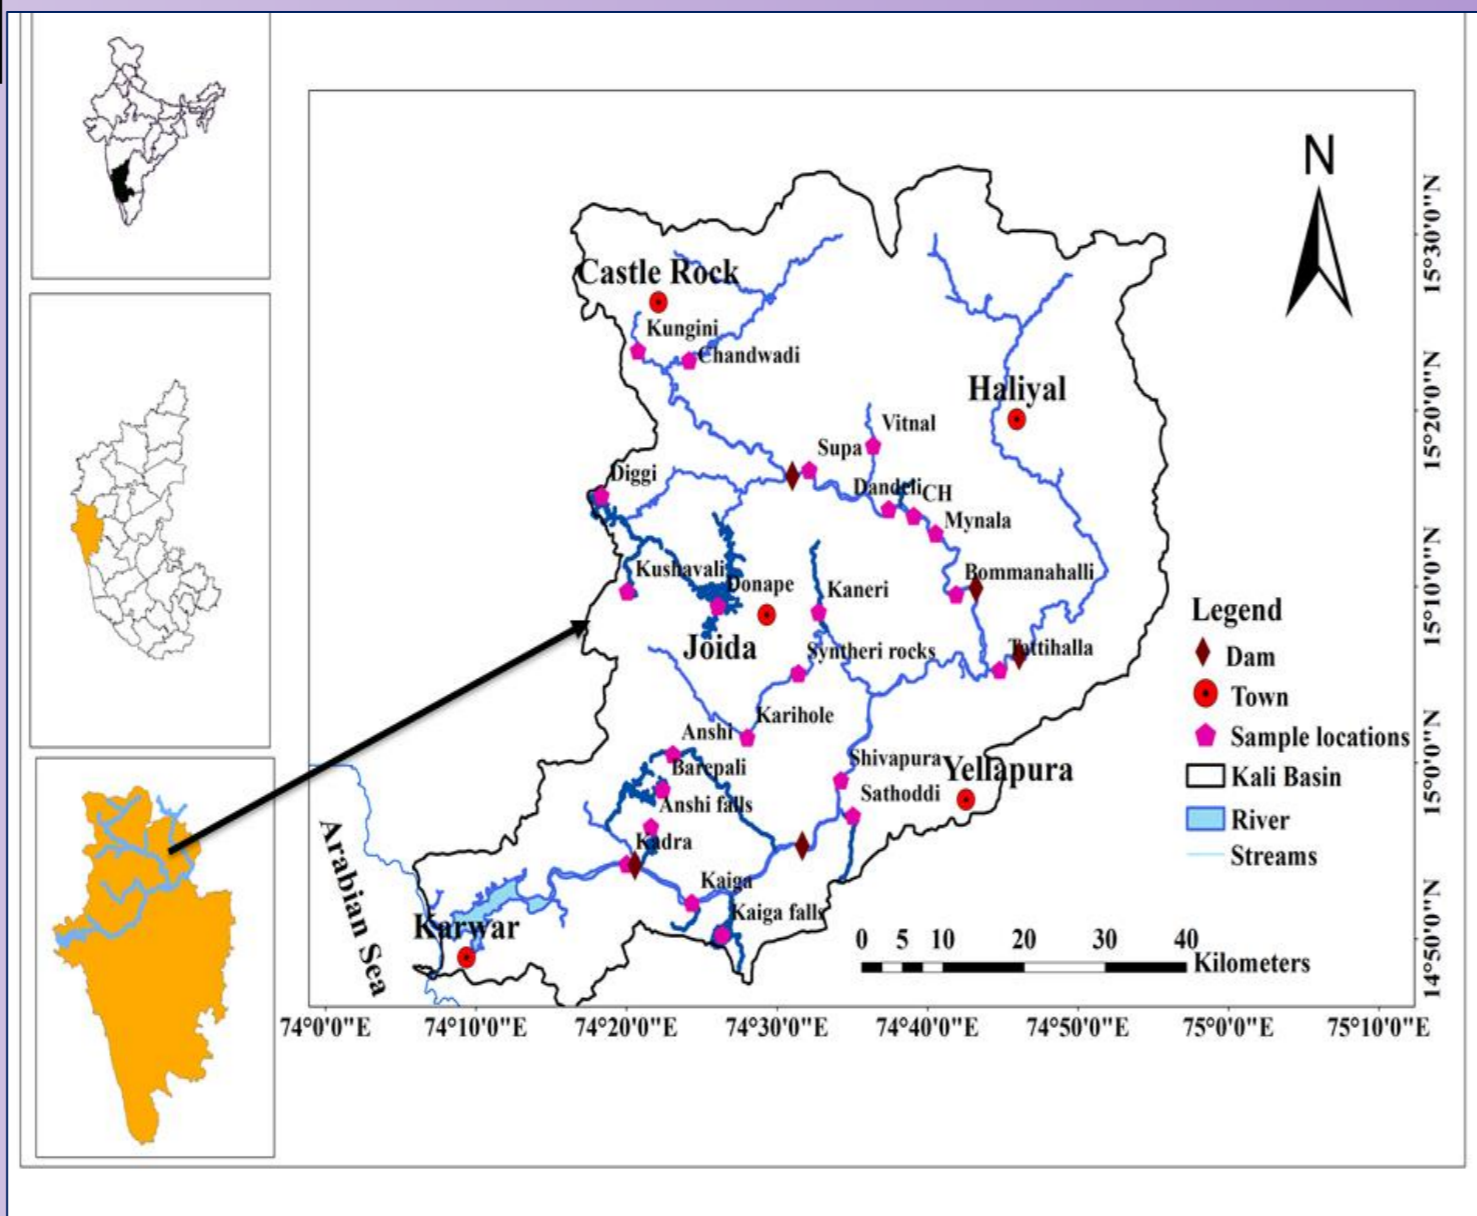 N
Castle Rock
Kungini
Chandwadi
Haliyal
Vitnal
Supa
Diggi
Dandeli
CH
Mynala
Kushavali
Donape
Kaneri
Bommanahalli
Joida
Syntheri rocks
Tattihalla
Karihole
Anshi
Barepali
Shivapura
Yellapura
Anshi falls
Sathoddi
Kadra
Kaiga
Kaiga falls
Karwar
Arabian Sea
Legend
Dam
Town
Sample locations
Kali Basin
River
Streams
0 5 10 20 30 40
Kilometers
15°30'0"N
15°20'0"N
15°10'0"N
15°0'0"N
14°50'0"N
74°0'0"E 74°10'0"E 74°20'0"E 74°30'0"E 74°40'0"E 74°50'0"E 75°0'0"E 75°10'0"E